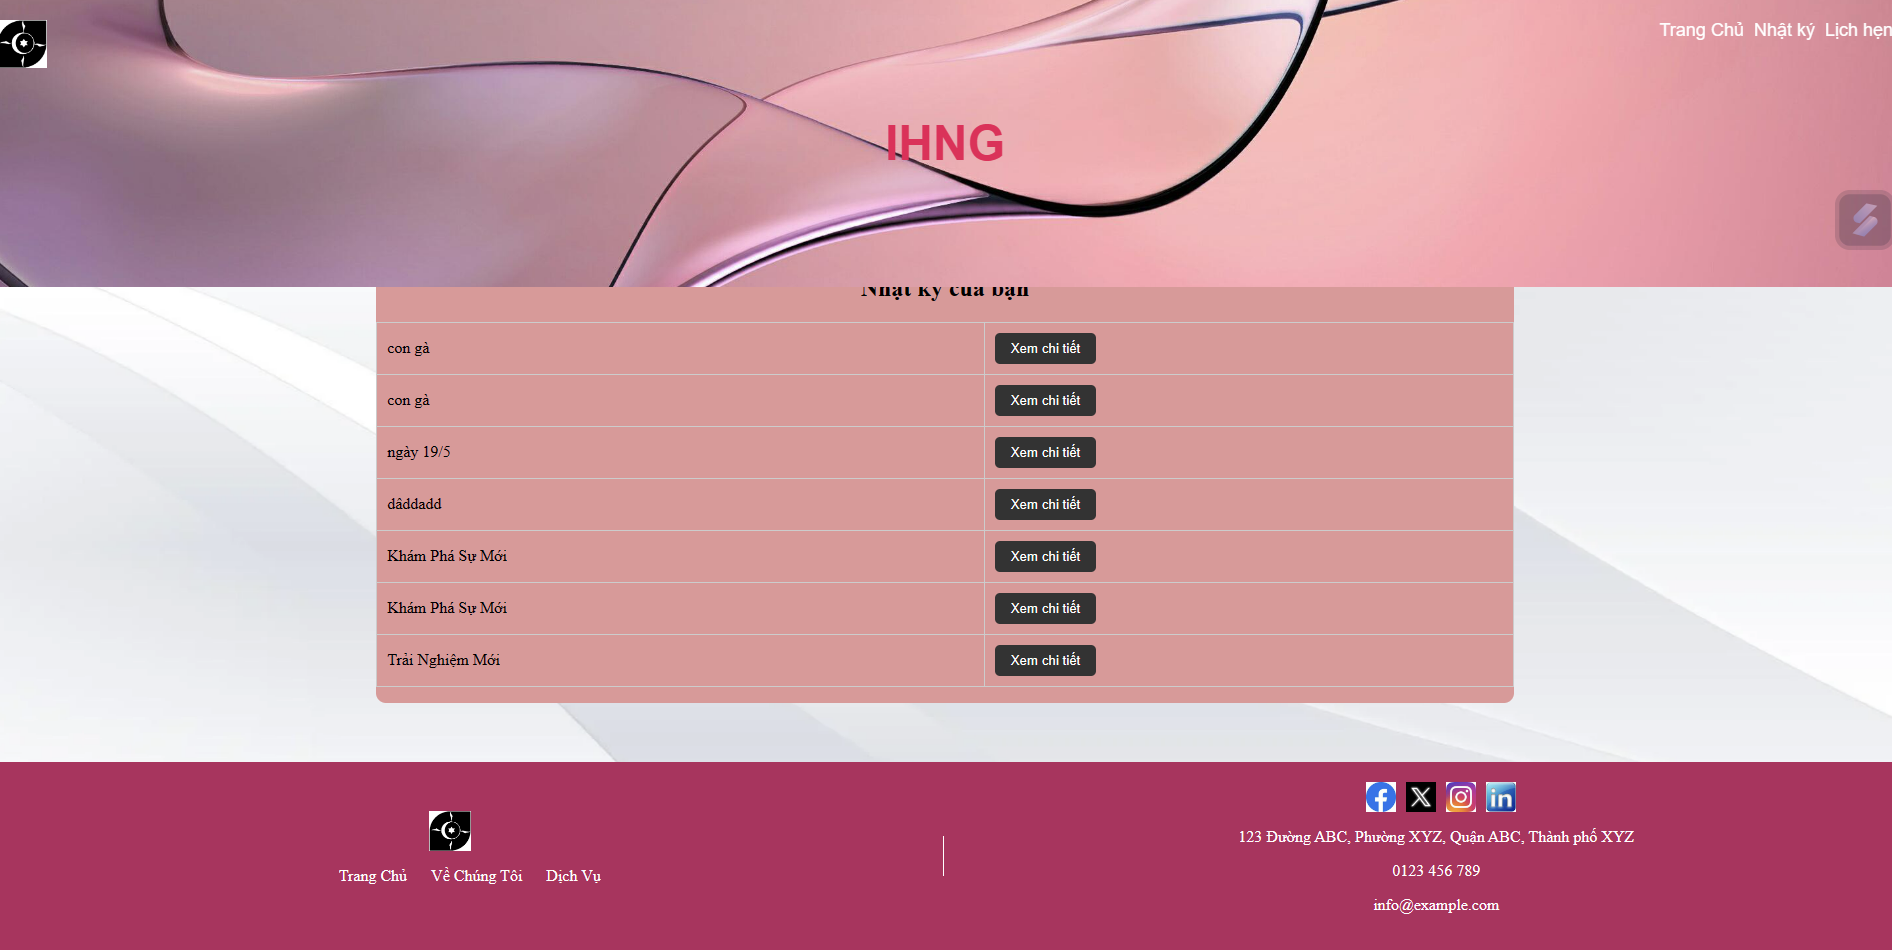 Trang Chủ Nhật ký Lịch hẹn
IHNG
Nhật ký của bạn
con gà Xem chi tiết
con gà Xem chi tiết
ngày 19/5 Xem chi tiết
dâddadd Xem chi tiết
Khám Phá Sự Mới Xem chi tiết
Khám Phá Sự Mới Xem chi tiết
Trải Nghiệm Mới Xem chi tiết
Trang Chủ Về Chúng Tôi Dịch Vụ
123 Đường ABC, Phường XYZ, Quận ABC, Thành phố XYZ
0123 456 789
info@example.com